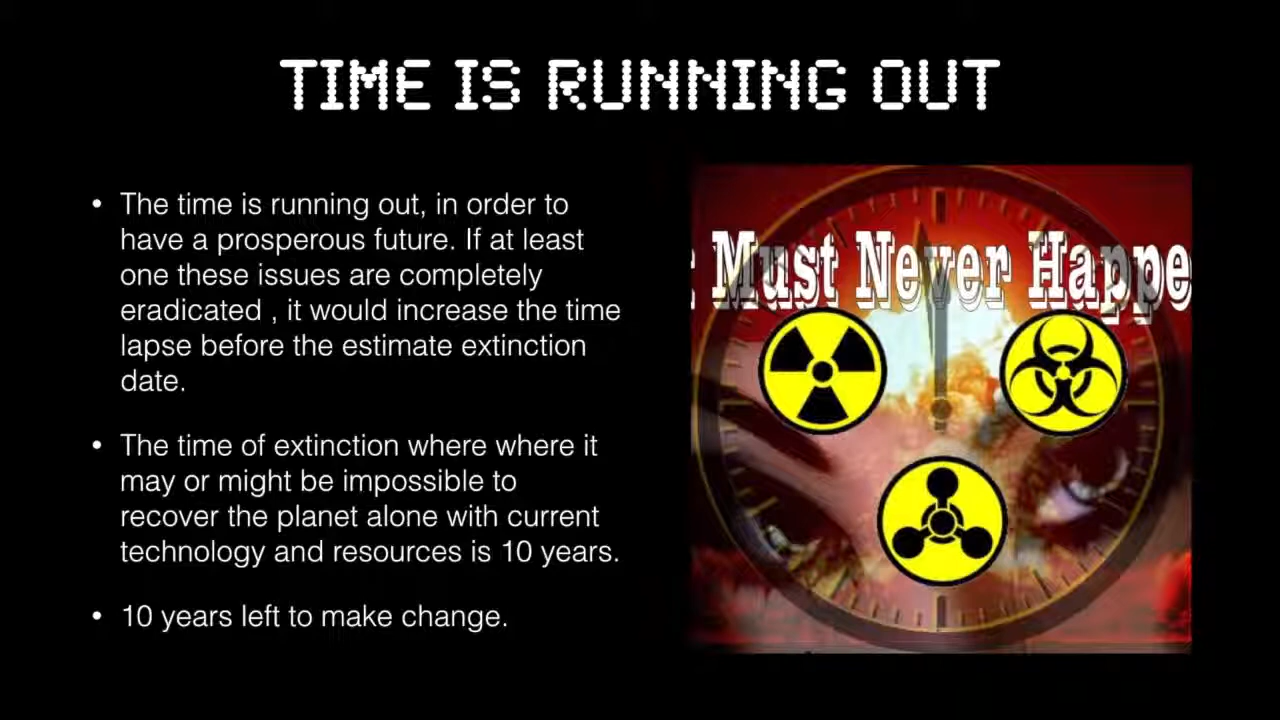 TIME IS RUNNING OUT
• The time is running out, in order to
have a prosperous future. If at least
one these issues are completely
eradicated , it would increase the time
lapse before the estimate extinction
date.
• The time of extinction where where it
may or might be impossible to
recover the planet alone with current
technology and resources is 10 years.
• 10 years left to make change.
Must Never Happe